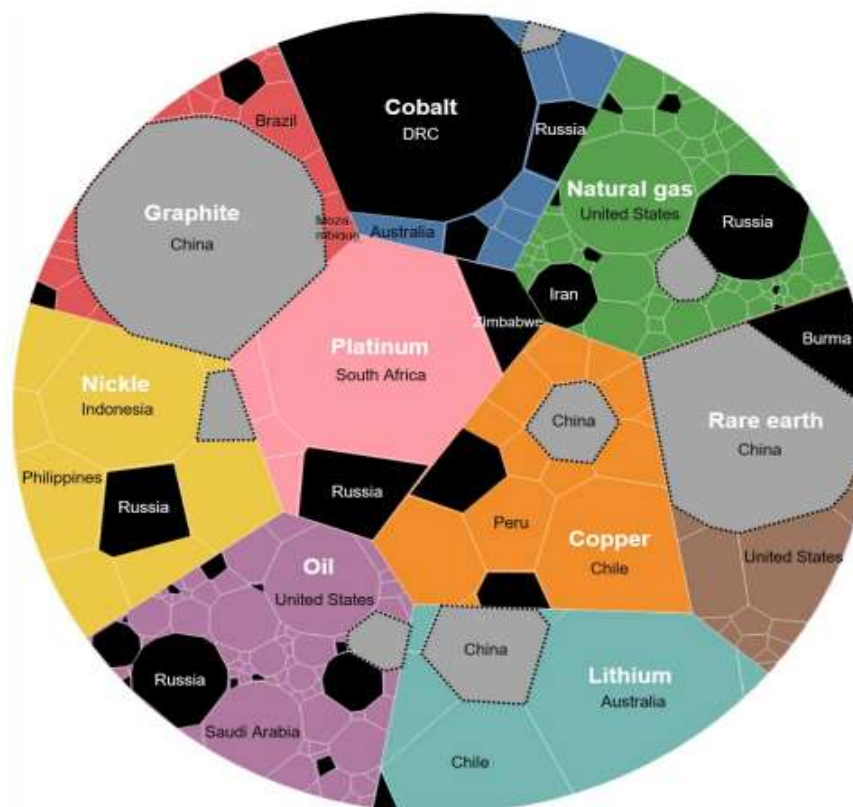 Cobalt
DRC
Russia
Brazil
Graphite
China
Moza
mbique
Australia
Natural gas
United States
Russia
Iran
Zimbabwe
Burma
Platinum
South Africa
Nickle
Indonesia
Philippines
Russia
Russia
China
Rare earth
China
Peru
Copper
Chile
United States
Oil
United States
Russia
Saudi Arabia
China
Lithium
Australia
Chile